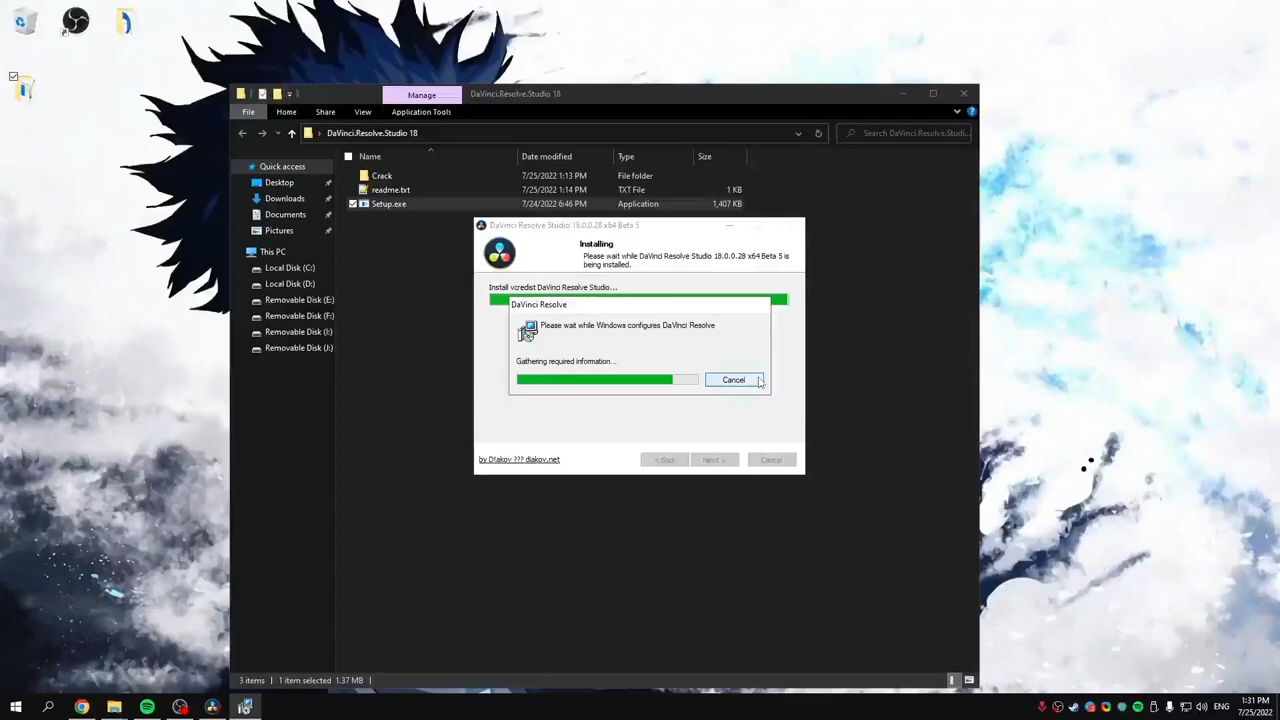 Manage
DaVinci.Resolve.Studio 18
File
Home
Share
View
Application Tools
DaVinci.Resolve.Studio 18
Search DaVinci.Resolve.Studi...
Name
Date modified
Type
Size
Quick access
Desktop
Downloads
Documents
Pictures
This PC
Local Disk (C:)
Local Disk (D:)
Removable Disk (E:)
Removable Disk (F:)
Removable Disk (I:)
Removable Disk (J:)
Crack
7/25/2022 1:13 PM
File folder
readme.txt
7/25/2022 1:14 PM
TXT File
1 KB
Setup.exe
7/24/2022 6:46 PM
Application
1,407 KB
DaVinci Resolve Studio 18.0.0.28 x64 Beta 5
Installing
Please wait while DaVinci Resolve Studio 18.0.0.28 x64 Beta 5 is
being installed.
Install vcredist DaVinci Resolve Studio...
DaVinci Resolve
Please wait while Windows configures DaVinci Resolve
Gathering required information...
Cancel
by D!akov ??? diakov.net
< Back
Next >
Cancel
3 items
1 item selected 1.37 MB
ENG
1:31 PM
7/25/2022